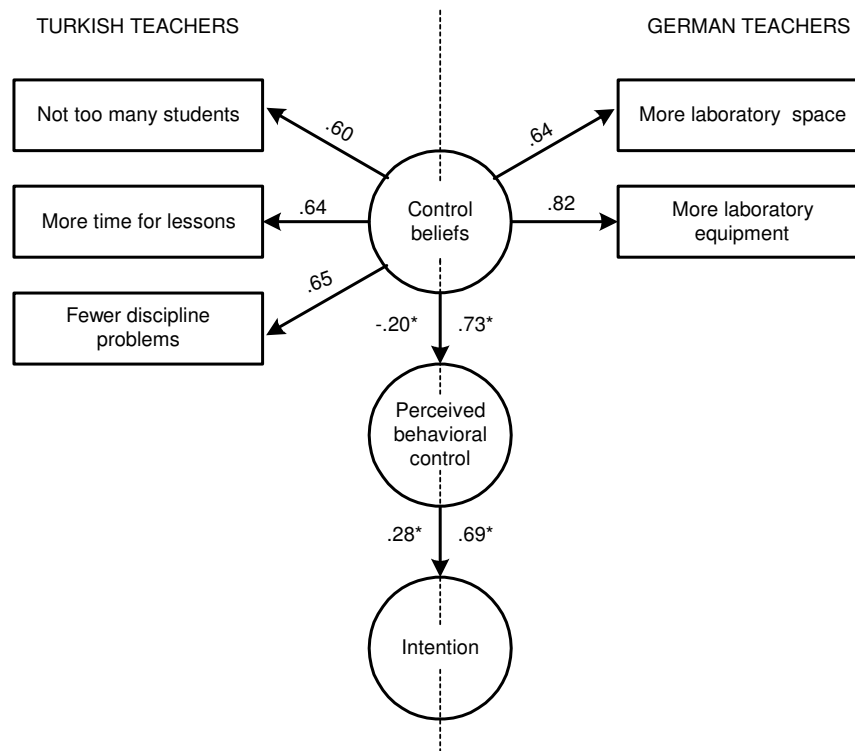 TURKISH TEACHERS
GERMAN TEACHERS
Not too many students
.60
.64
More laboratory space
More time for lessons
.64
Control
beliefs
.82
More laboratory
equipment
.65
Fewer discipline
problems
-.20*
.73*
Perceived
behavioral
control
.28*
.69*
Intention